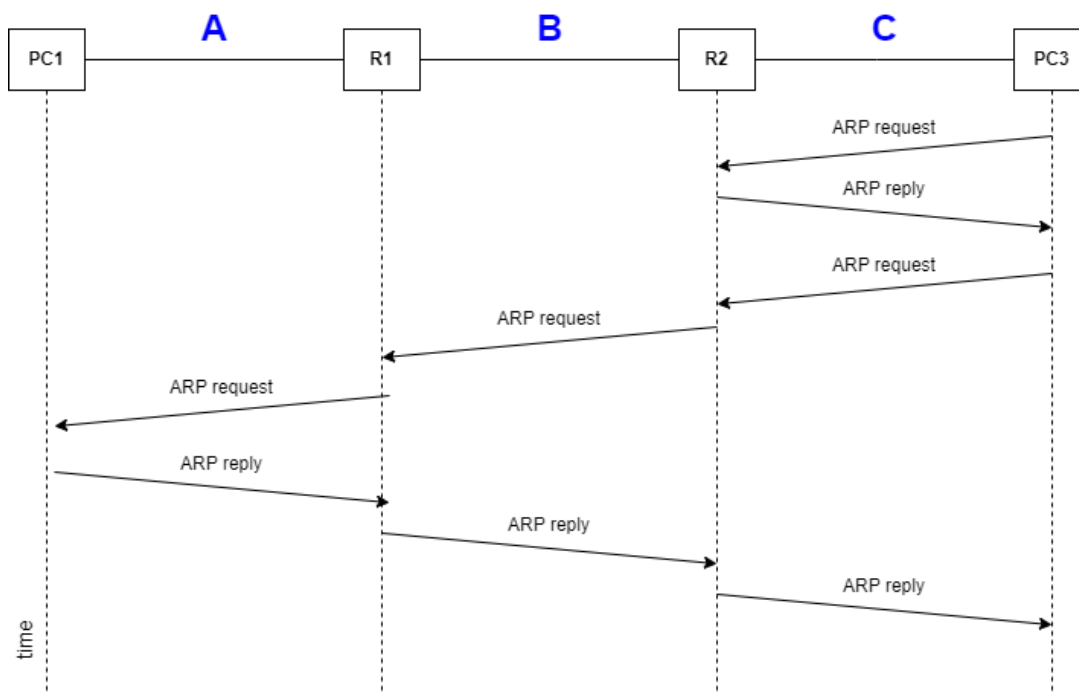 A
B
C
PC1
R1
R2
PC3
ARP request
ARP reply
ARP request
ARP request
ARP request
ARP reply
ARP reply
ARP reply
time